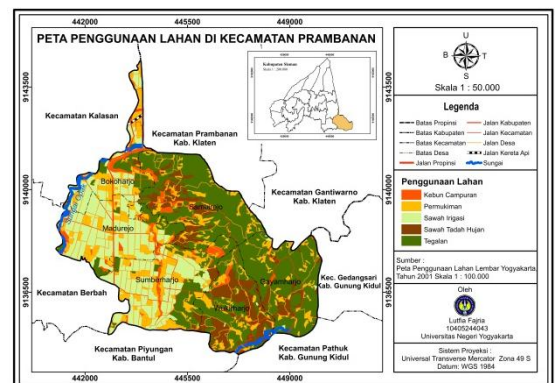 442000 445500 449000
PETA PENGGUNAAN LAHAN DI KECAMATAN PRAMBANAN
9143500
9140000
9136500
Kabupaten Sleman
Kecamatan Kalasan
Kecamatan Prambanan
Kab. Klaten
Kecamatan Gantiwarno
Kab. Klaten
Bokoharjo
Madurejo
Sumberharjo
Wukirharjo
Gayamharjo
Kec. Gedangsari
Kab. Gunung Kidul
Kecamatan Berbah
Kecamatan Piyungan
Kab. Bantul
Kecamatan Pathuk
Kab. Gunung Kidul
442000 445500 449000
U
B T
S
Skala 1 : 50.000
Legenda
Batas Propinsi
Batas Kabupaten
Batas Kecamatan
Batas Desa
Jalan Propinsi
Jalan Kabupaten
Jalan Kecamatan
Jalan Desa
Jalan Kereta Api
Sungai
Penggunaan Lahan
Kebun Campuran
Permukiman
Sawah Irigasi
Sawah Tadah Hujan
Tegalan
Sumber :
Peta Penggunaan Lahan Lembar Yogyakarta
Tahun 2001 Skala 1 : 100.000
Oleh
Lutfia Fajria
10405244043
Universitas Negeri Yogyakarta
Sistem Proyeksi :
Universal Transverse Mercator Zona 49 S
Datum: WGS 1984